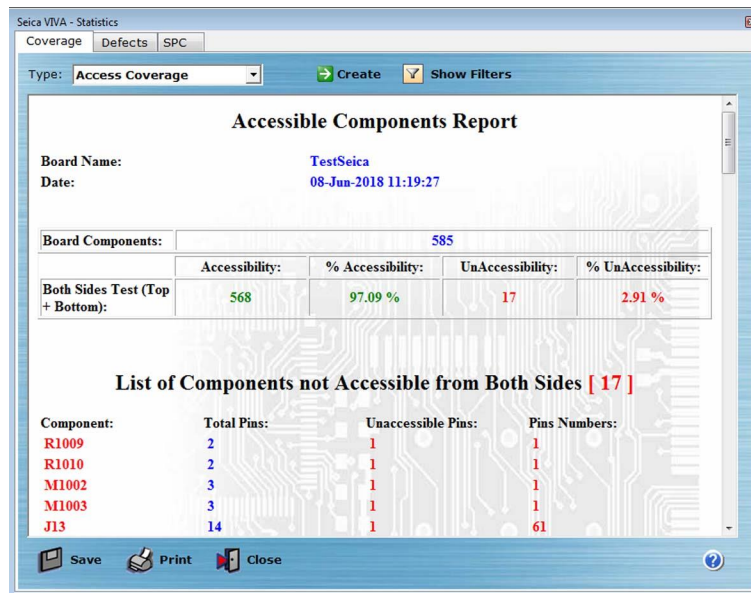 Seica VIVA - Statistics
Coverage Defects SPC
Type: Access Coverage Create Show Filters
Accessible Components Report
Board Name: TestSeica
Date: 08-Jun-2018 11:19:27
Board Components: 585
Accessibility: % Accessibility: UnAccessibility: % UnAccessibility:
Both Sides Test (Top
+ Bottom): 568 97.09 % 17 2.91 %
List of Components not Accessible from Both Sides [ 17 ]
Component: Total Pins: Unaccessible Pins: Pins Numbers:
R1009 2 1 1
R1010 2 1 1
M1002 3 1 1
M1003 3 1 1
J13 14 1 61
Save Print Close ?